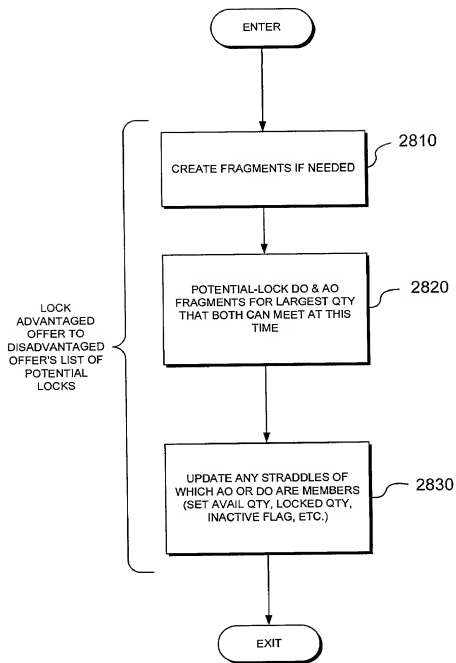 ENTER
CREATE FRAGMENTS IF NEEDED
2810
POTENTIAL-LOCK DO & AO
FRAGMENTS FOR LARGEST QTY
THAT BOTH CAN MEET AT THIS
TIME
2820
LOCK
ADVANTAGED
OFFER TO
DISADVANTAGED
OFFER'S LIST OF
POTENTIAL
LOCKS
UPDATE ANY STRADDLES OF
WHICH AO OR DO ARE MEMBERS
(SET AVAIL QTY, LOCKED QTY,
INACTIVE FLAG, ETC.)
2830
EXIT